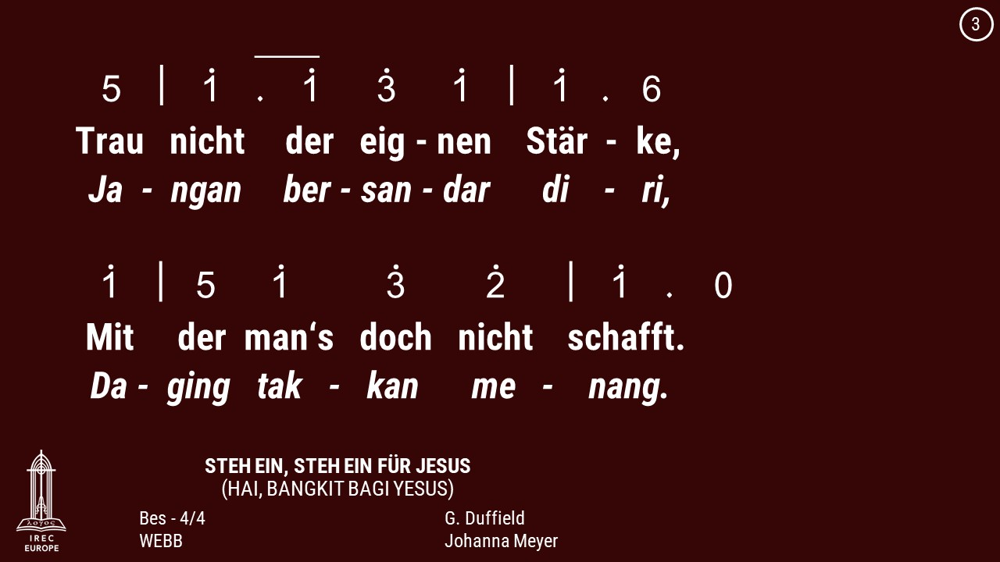 3
5 | 1̇ . 1̇ 3̇ 1̇ | 1̇ . 6
Trau nicht der eig - nen Stär - ke,
Ja - ngan ber - san - dar di - ri,
1̇ | 5 1̇ 3̇ 2̇ | 1̇ . 0
Mit der man‘s doch nicht schafft.
Da - ging tak - kan me - nang.
STEH EIN, STEH EIN FÜR JESUS
(HAI, BANGKIT BAGI YESUS)
Bes - 4/4
WEBB
G. Duffield
Johanna Meyer
λογος
IREC
EUROPE